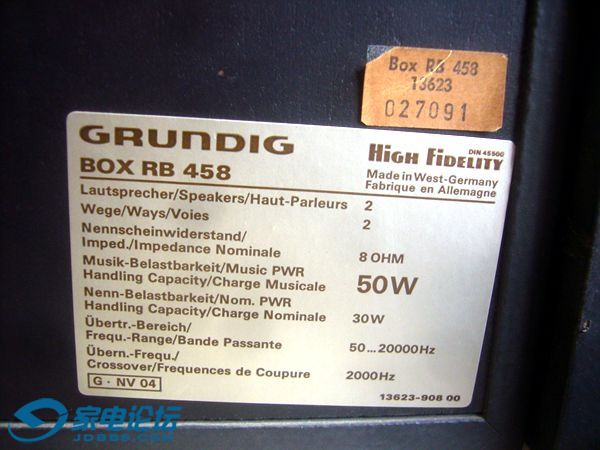 Box RB 458
13623
027091
GRUNDIG
HIGH FIDELITY DIN 45500
BOX RB 458
Made in West-Germany
Fabrique en Allemagne
Lautsprecher/Speakers/Haut-Parleurs 2
Wege/Ways/Voies 2
Nennscheinwiderstand/
Imped./Impedance Nominale 8 OHM
Musik-Belastbarkeit/Music PWR
Handling Capacity/Charge Musicale 50W
Nenn-Belastbarkeit/Nom. PWR
Handling Capacity/Charge Nominale 30W
Übertr.-Bereich/
Frequ.-Range/Bande Passante 50...20000Hz
Übern.-Frequ./
Crossover/Frequences de Coupure 2000Hz
G · NV 04
13623-908 00
家电论坛
JDBBS.COM